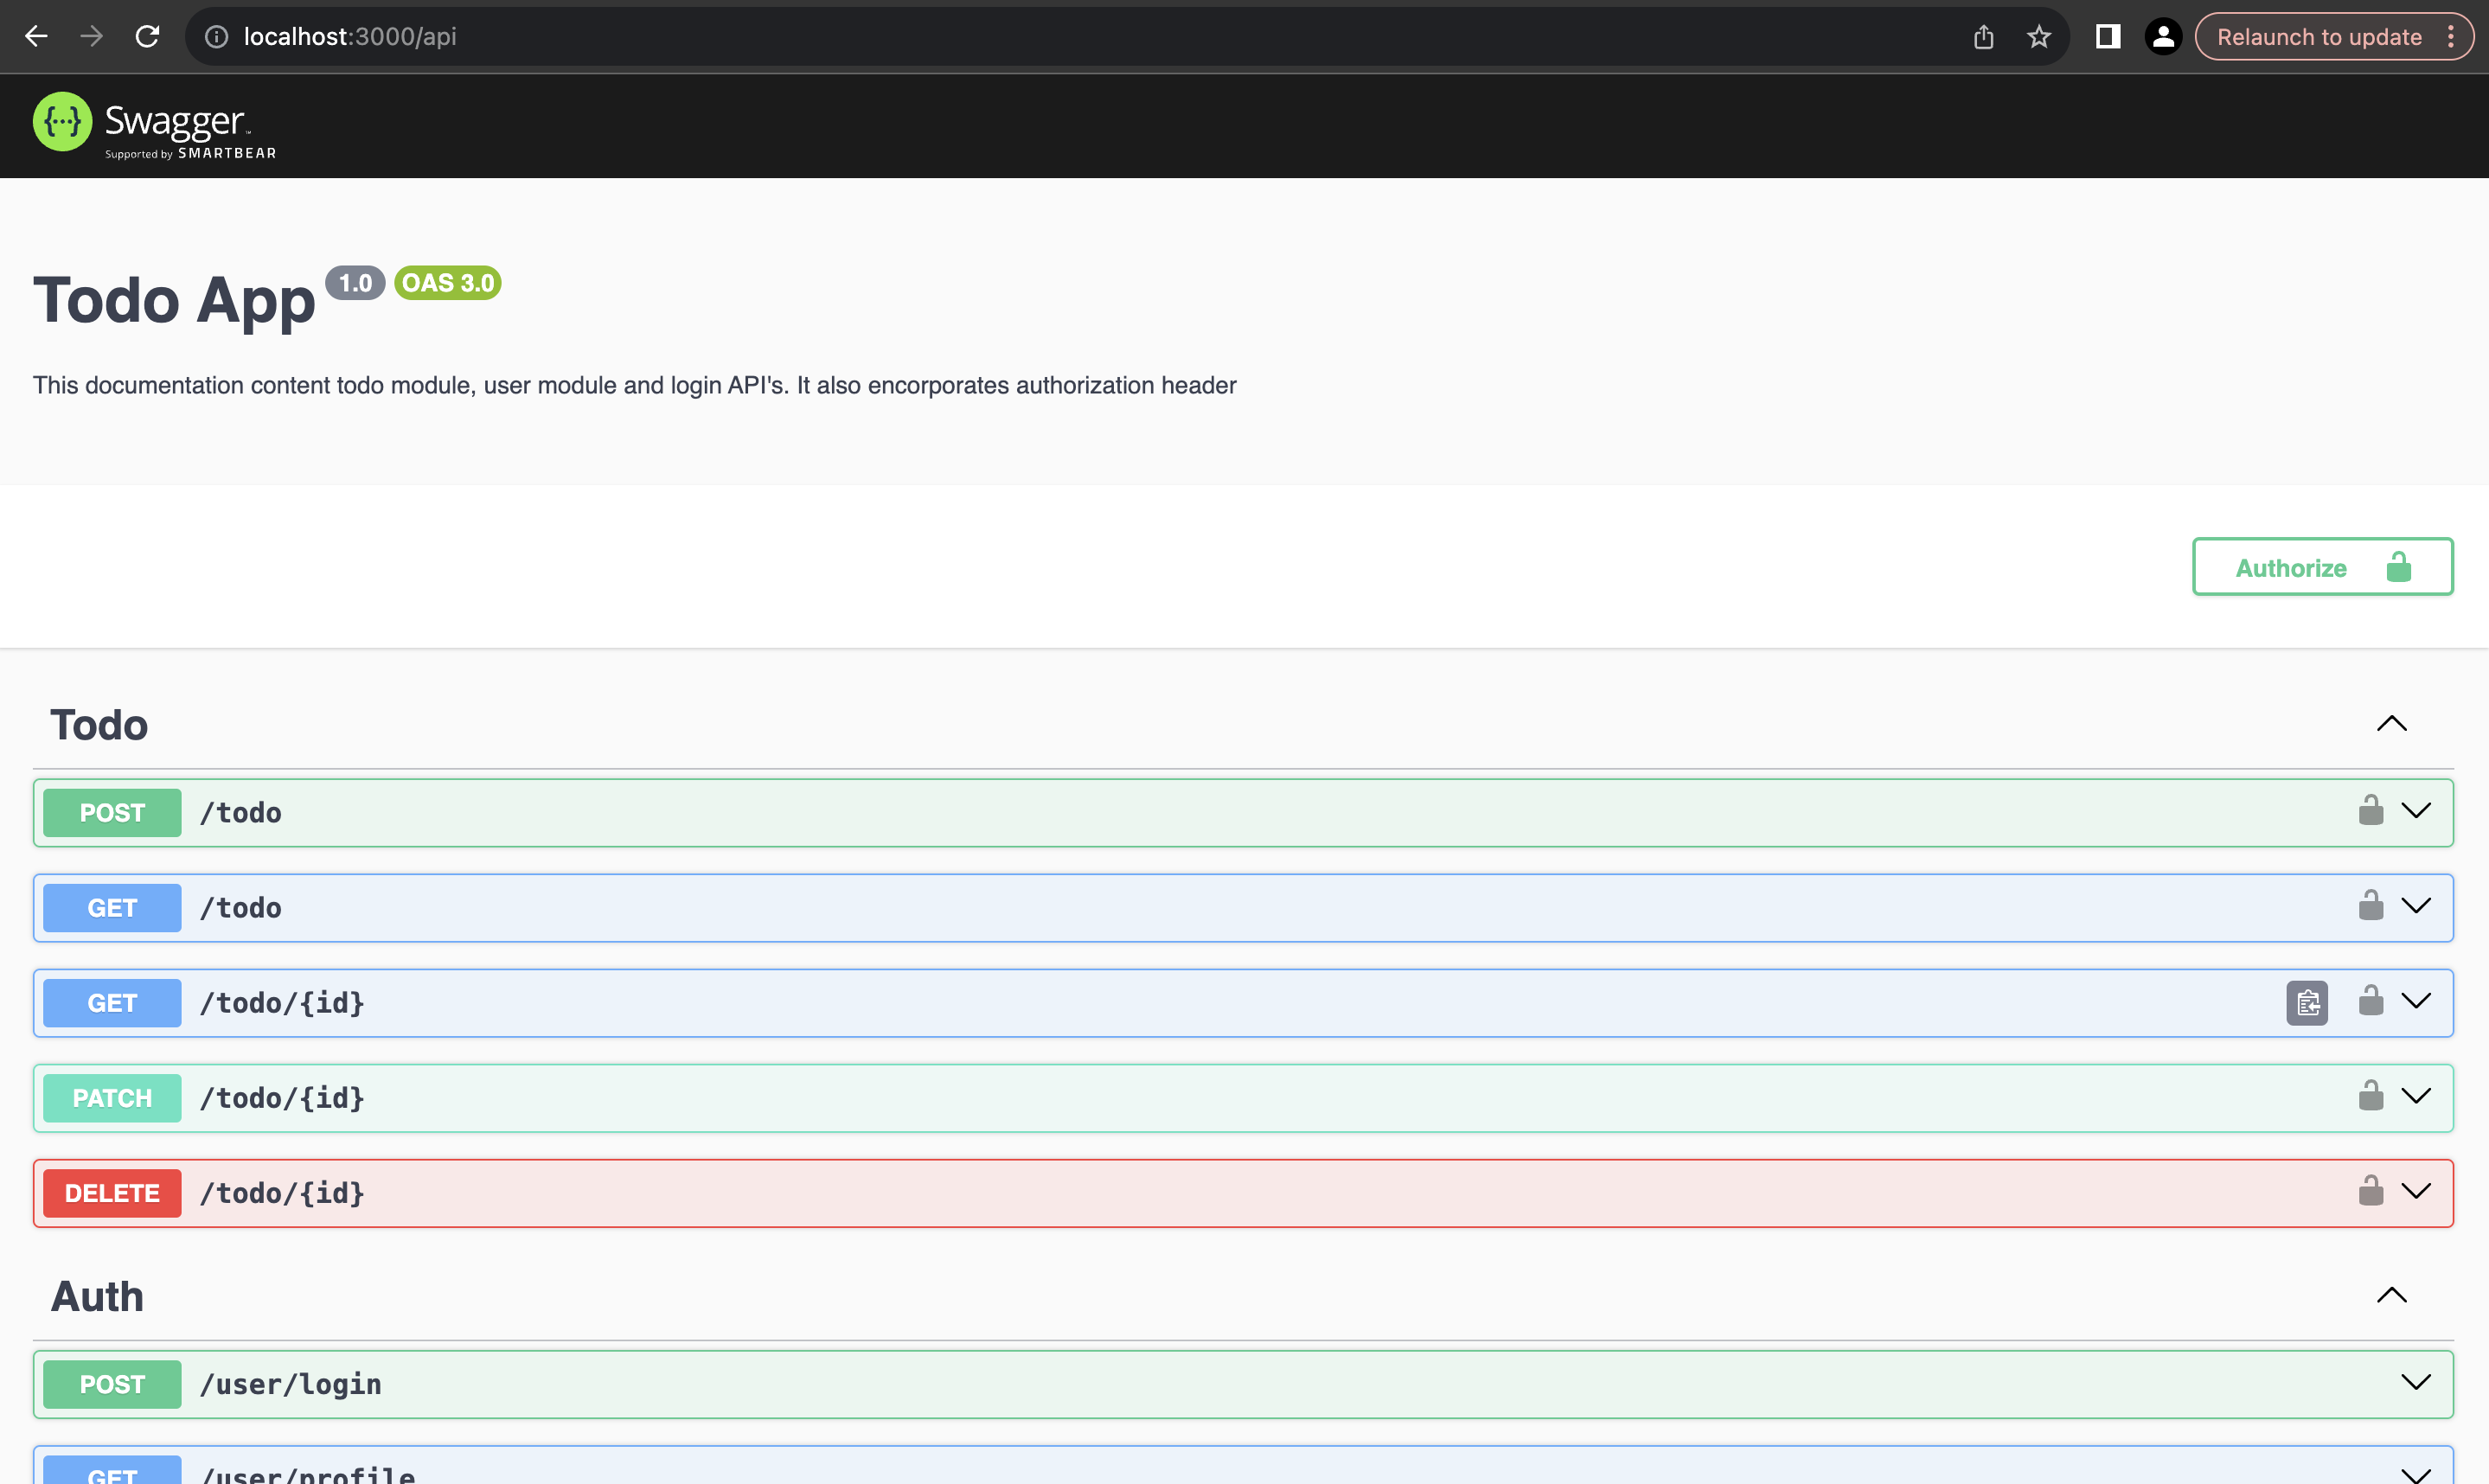 localhost:3000/api
Relaunch to update
{...} Swagger™
Supported by SMARTBEAR
Todo App 1.0 OAS 3.0
This documentation content todo module, user module and login API's. It also encorporates authorization header
Authorize
Todo
POST /todo
GET /todo
GET /todo/{id}
PATCH /todo/{id}
DELETE /todo/{id}
Auth
POST /user/login
GET /user/profile